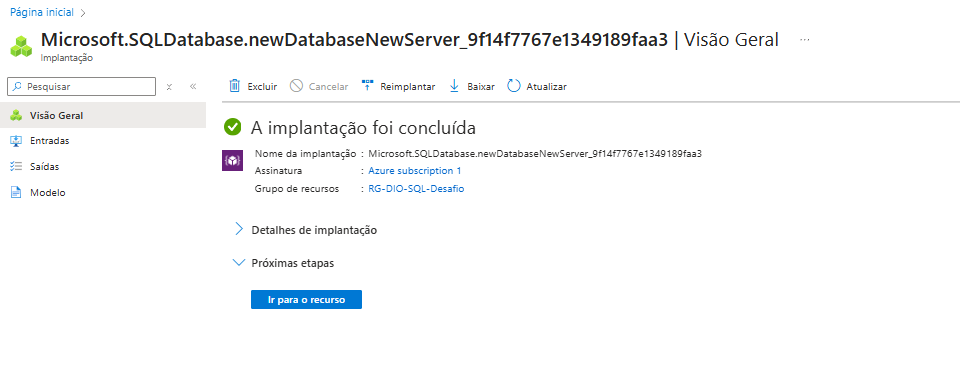 Página inicial >
Microsoft.SQLDatabase.newDatabaseNewServer_9f14f7767e1349189faa3 | Visão Geral ...
Implantação
Pesquisar
Excluir Cancelar Reimplantar Baixar Atualizar
Visão Geral
Entradas
Saídas
Modelo
A implantação foi concluída
Nome da implantação : Microsoft.SQLDatabase.newDatabaseNewServer_9f14f7767e1349189faa3
Assinatura : Azure subscription 1
Grupo de recursos : RG-DIO-SQL-Desafio
Detalhes de implantação
Próximas etapas
Ir para o recurso